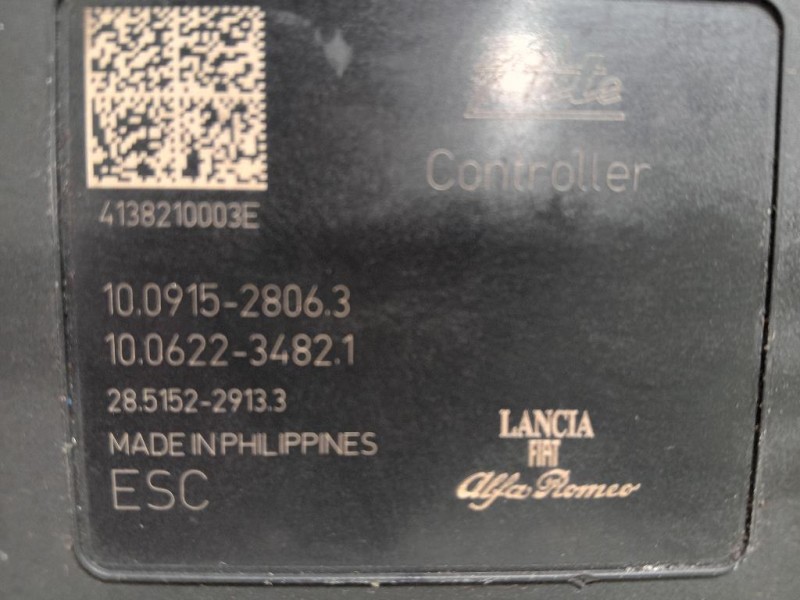 Ate
Controller
4138210003E
10.0915-2806.3
10.0622-3482.1
28.5152-2913.3
MADE IN PHILIPPINES
ESC
LANCIA
FIAT
Alfa Romeo